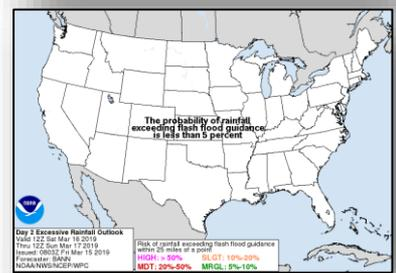 The probability of rainfall
exceeding flash flood guidance
is less than 5 percent
noaa
Day 2 Excessive Rainfall Outlook
Valid 12Z Sat Mar 16 2019
Thru 12Z Sun Mar 17 2019
Issued: 0803Z Fri Mar 15 2019
Forecaster: BANN
NOAA/NWS/NCEP/WPC
Risk of rainfall exceeding flash flood guidance
within 25 miles of a point
HIGH: > 50% SLGT: 10%-20%
MDT: 20%-50% MRGL: 5%-10%